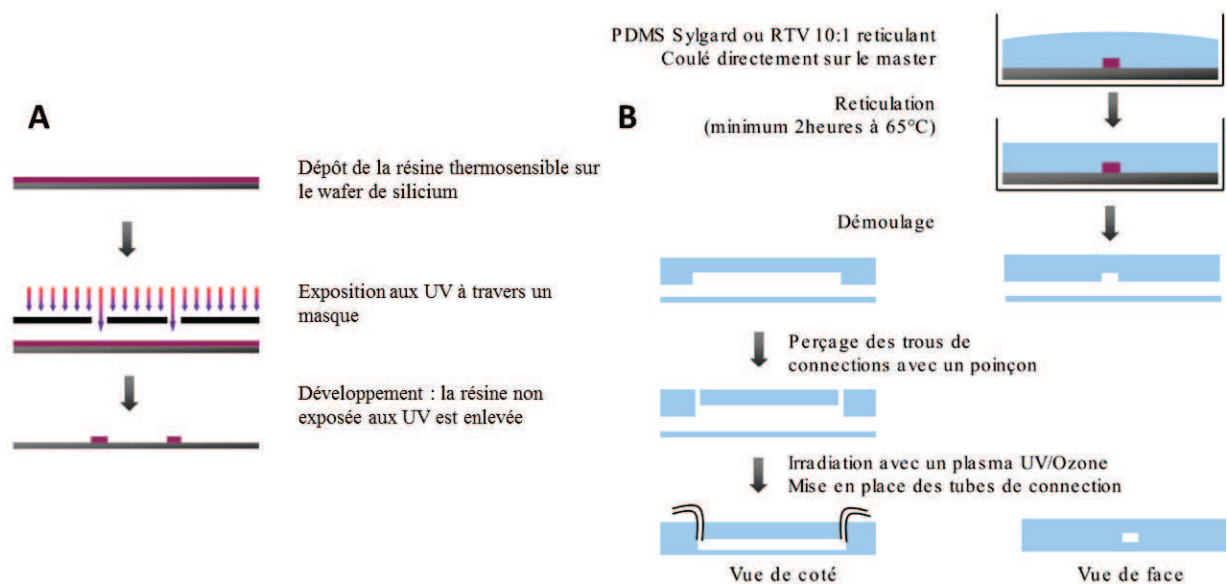 A
Dépôt de la résine thermosensible sur
le wafer de silicium
Exposition aux UV à travers un
masque
Développement : la résine non
exposée aux UV est enlevée
B
PDMS Sylgard ou RTV 10:1 reticulant
Coulé directement sur le master
Reticulation
(minimum 2heures à 65°C)
Démoulage
Perçage des trous de
connections avec un poinçon
Irradiation avec un plasma UV/Ozone
Mise en place des tubes de connection
Vue de coté
Vue de face